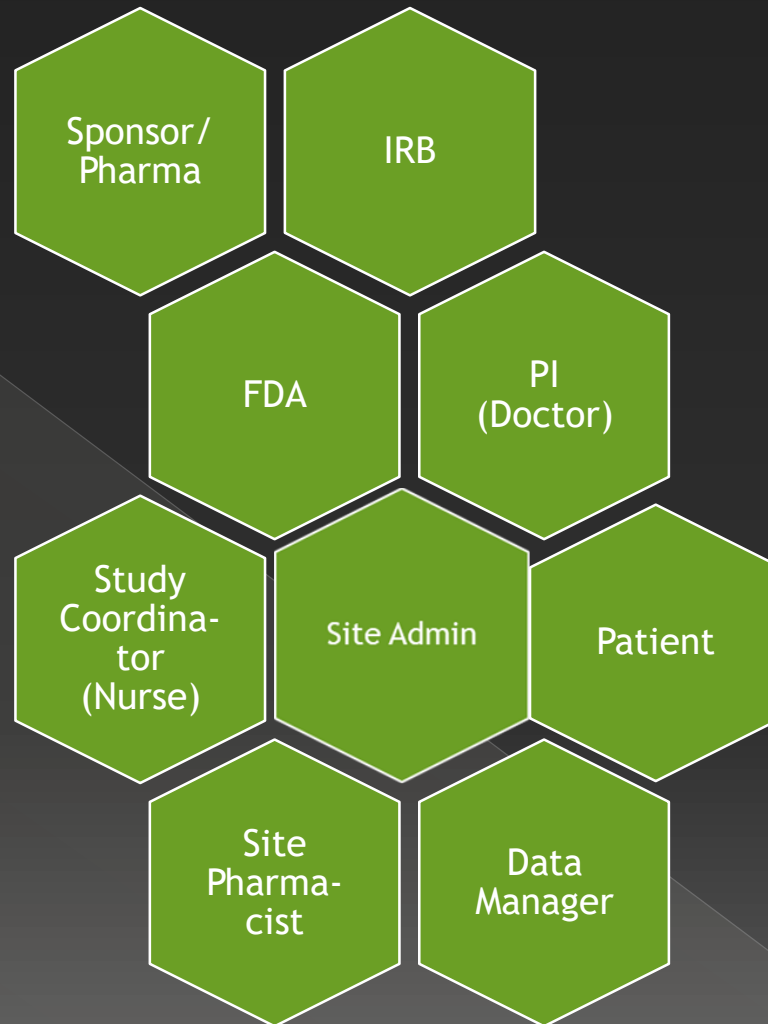 Sponsor/
Pharma
IRB
FDA
PI
(Doctor)
Study
Coordina-
tor
(Nurse)
Site Admin
Patient
Site
Pharma-
cist
Data
Manager